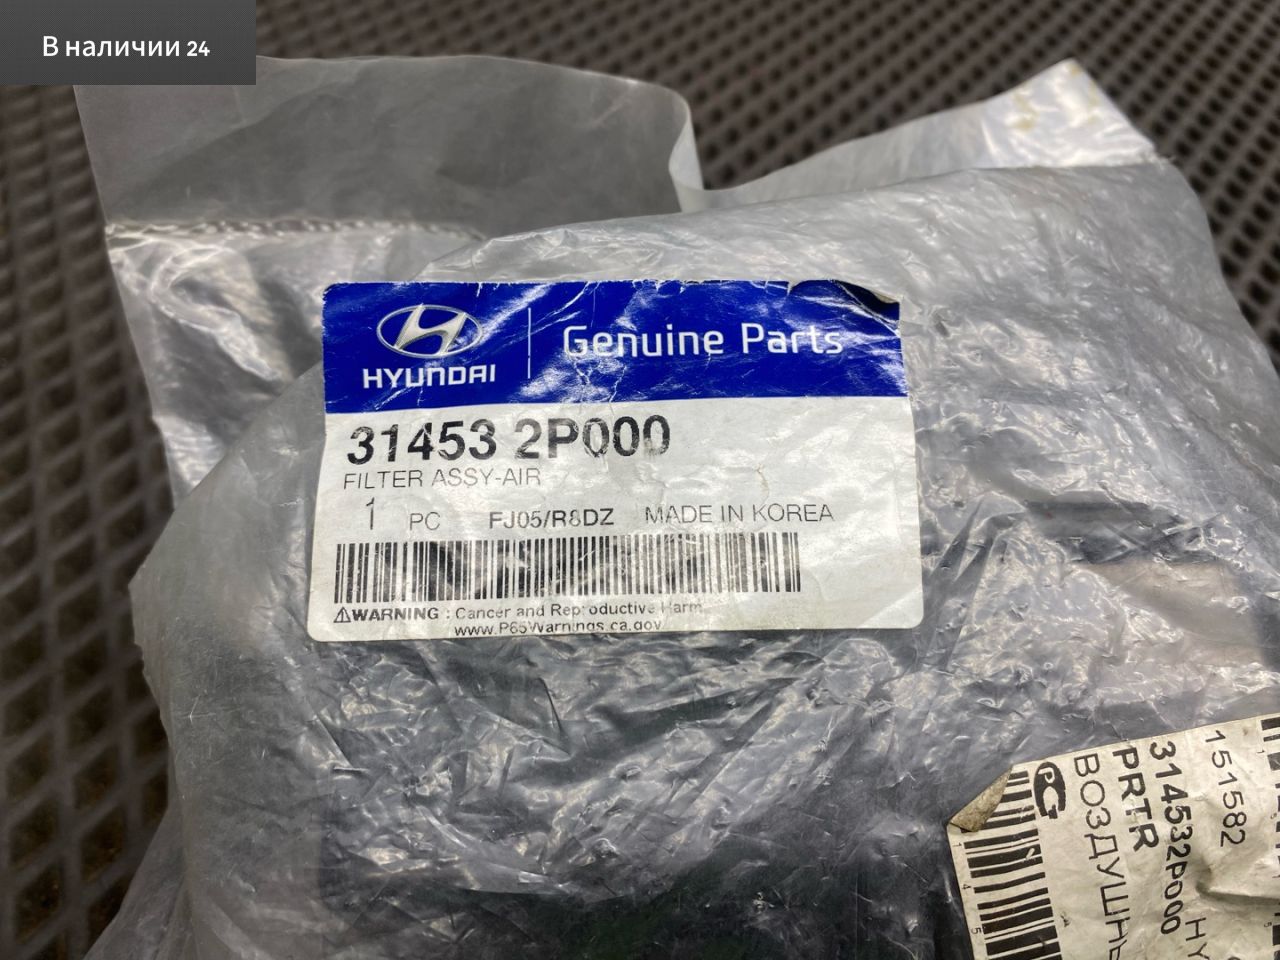 В наличии 24
HYUNDAI
Genuine Parts
31453 2P000
FILTER ASSY-AIR
1 PC FJ05/R8DZ MADE IN KOREA
WARNING : Cancer and Reproductive Harm
www.P65Warnings.ca.gov
151582
314532P000
PRTR